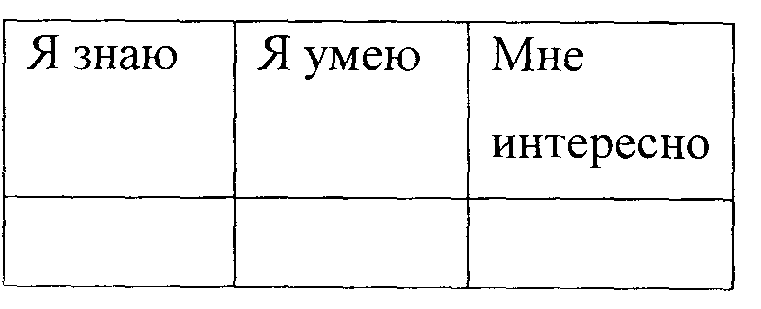 Я знаю
Я умею
Мне
интересно